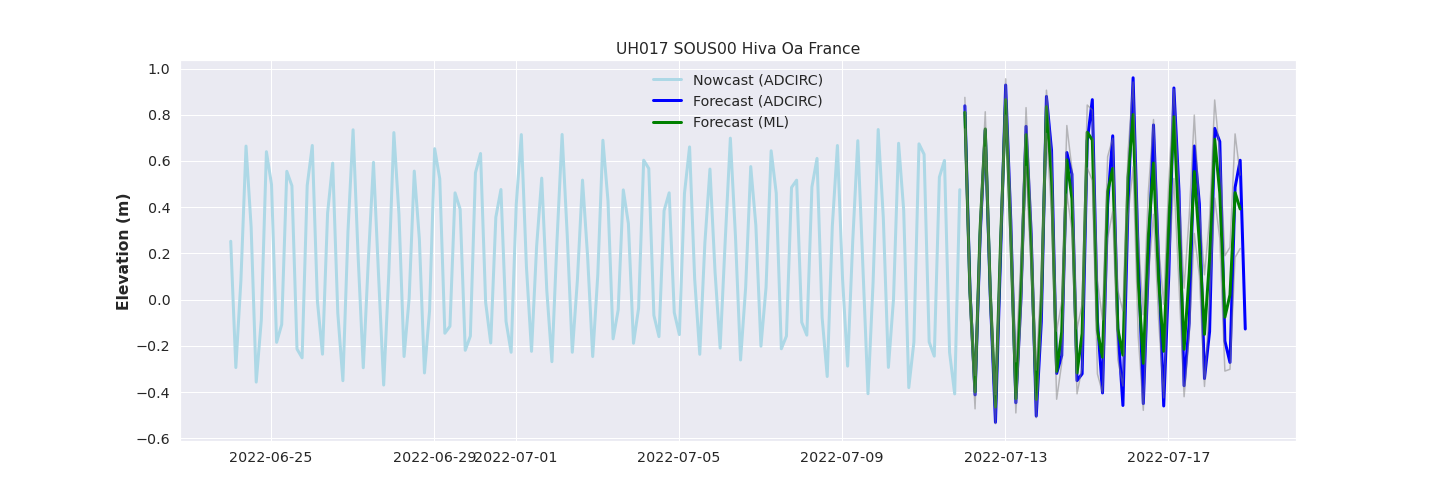 UH017 SOUS00 Hiva Oa France
Nowcast (ADCIRC)
Forecast (ADCIRC)
Forecast (ML)
Elevation (m)
1.0
0.8
0.6
0.4
0.2
0.0
−0.2
−0.4
−0.6
2022-06-25 2022-06-29 2022-07-01 2022-07-05 2022-07-09 2022-07-13 2022-07-17